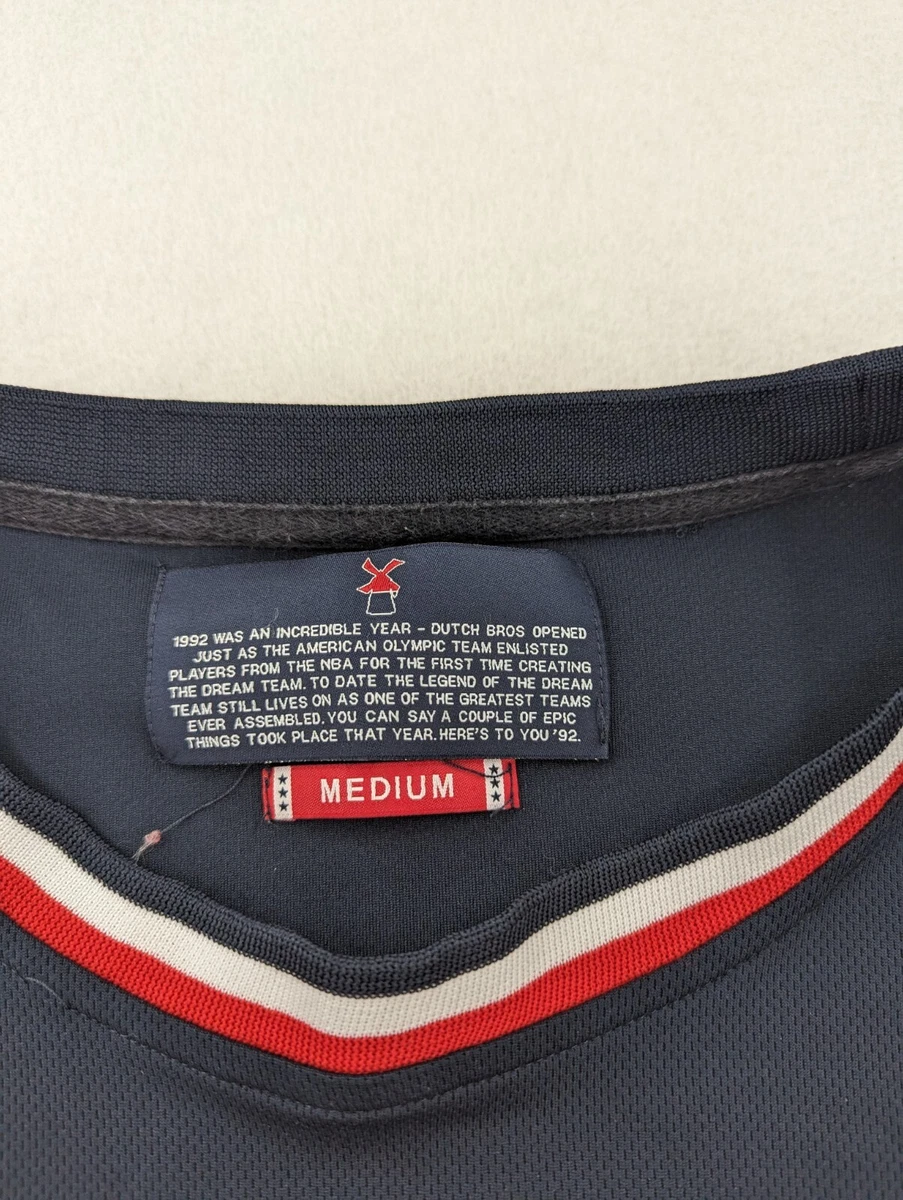 1992 WAS AN INCREDIBLE YEAR - DUTCH BROS OPENED
JUST AS THE AMERICAN OLYMPIC TEAM ENLISTED
PLAYERS FROM THE NBA FOR THE FIRST TIME CREATING
THE DREAM TEAM. TO DATE THE LEGEND OF THE DREAM
TEAM STILL LIVES ON AS ONE OF THE GREATEST TEAMS
EVER ASSEMBLED. YOU CAN SAY A COUPLE OF EPIC
THINGS TOOK PLACE THAT YEAR. HERE'S TO YOU '92.
MEDIUM